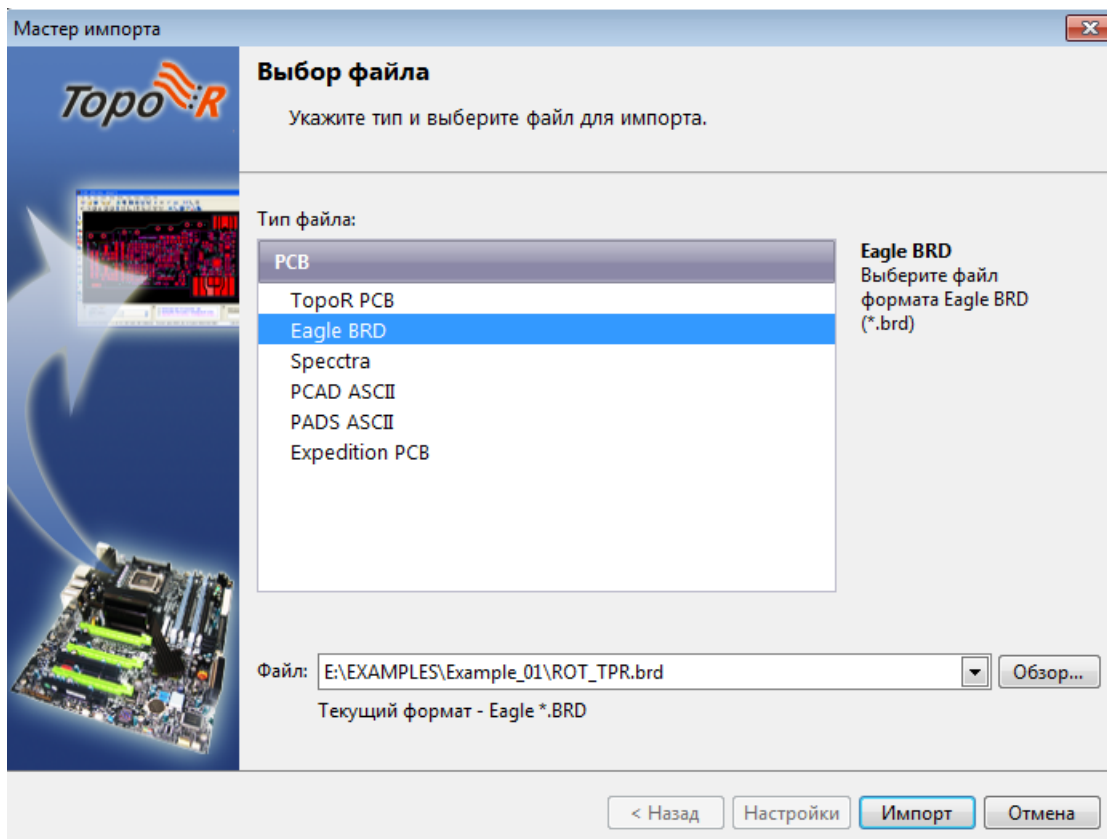 Мастер импорта
TopoR
Выбор файла
Укажите тип и выберите файл для импорта.
Тип файла:
PCB
TopoR PCB
Eagle BRD
Specctra
PCAD ASCII
PADS ASCII
Expedition PCB
Eagle BRD
Выберите файл
формата Eagle BRD
(*.brd)
Файл: E:\EXAMPLES\Example_01\ROT_TPR.brd Обзор...
Текущий формат - Eagle *.BRD
< Назад Настройки Импорт Отмена